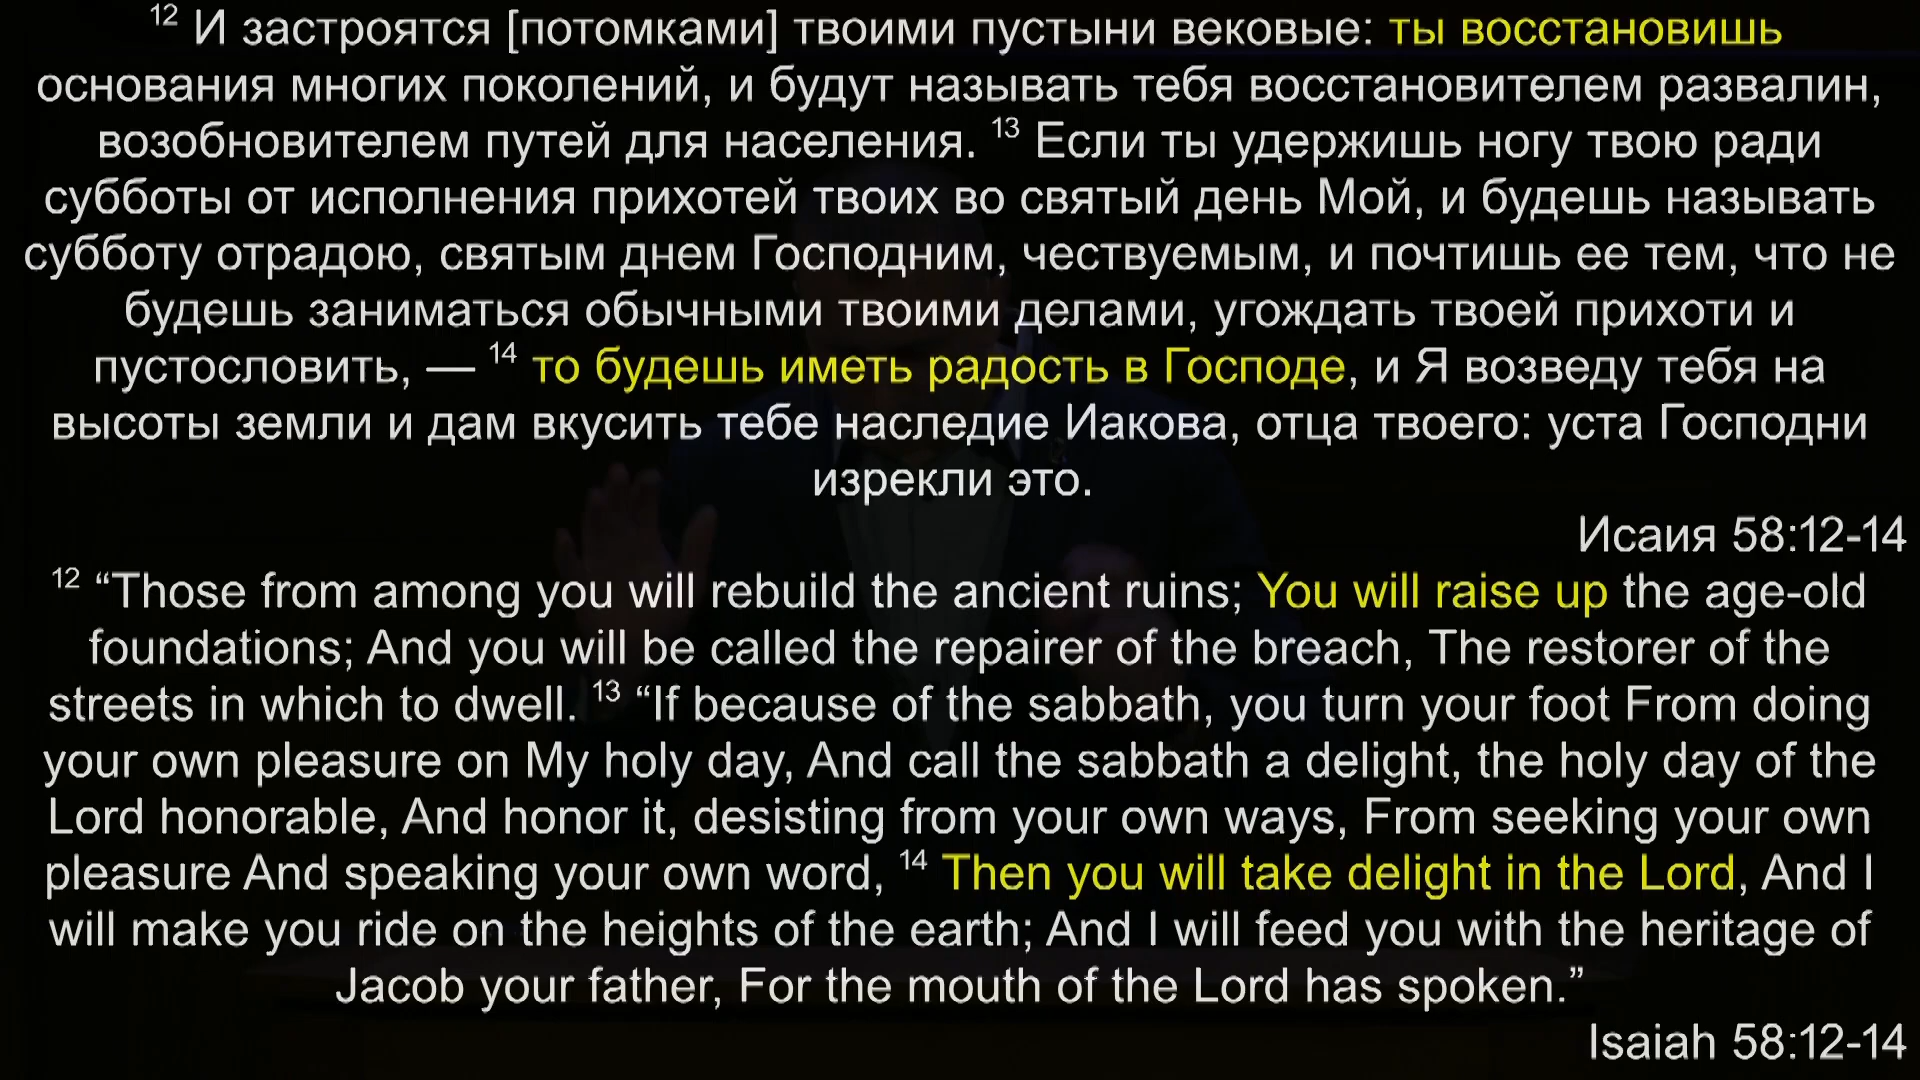 12 И застроятся [потомками] твоими пустыни вековые: ты восстановишь
основания многих поколений, и будут называть тебя восстановителем развалин,
возобновителем путей для населения. 13 Если ты удержишь ногу твою ради
субботы от исполнения прихотей твоих во святый день Мой, и будешь называть
субботу отрадою, святым днем Господним, чествуемым, и почтишь ее тем, что не
будешь заниматься обычными твоими делами, угождать твоей прихоти и
пустословить, — 14 то будешь иметь радость в Господе, и Я возведу тебя на
высоты земли и дам вкусить тебе наследие Иакова, отца твоего: уста Господни
изрекли это.
Исаия 58:12-14
12 “Those from among you will rebuild the ancient ruins; You will raise up the age-old
foundations; And you will be called the repairer of the breach, The restorer of the
streets in which to dwell. 13 “If because of the sabbath, you turn your foot From doing
your own pleasure on My holy day, And call the sabbath a delight, the holy day of the
Lord honorable, And honor it, desisting from your own ways, From seeking your own
pleasure And speaking your own word, 14 Then you will take delight in the Lord, And I
will make you ride on the heights of the earth; And I will feed you with the heritage of
Jacob your father, For the mouth of the Lord has spoken.”
Isaiah 58:12-14